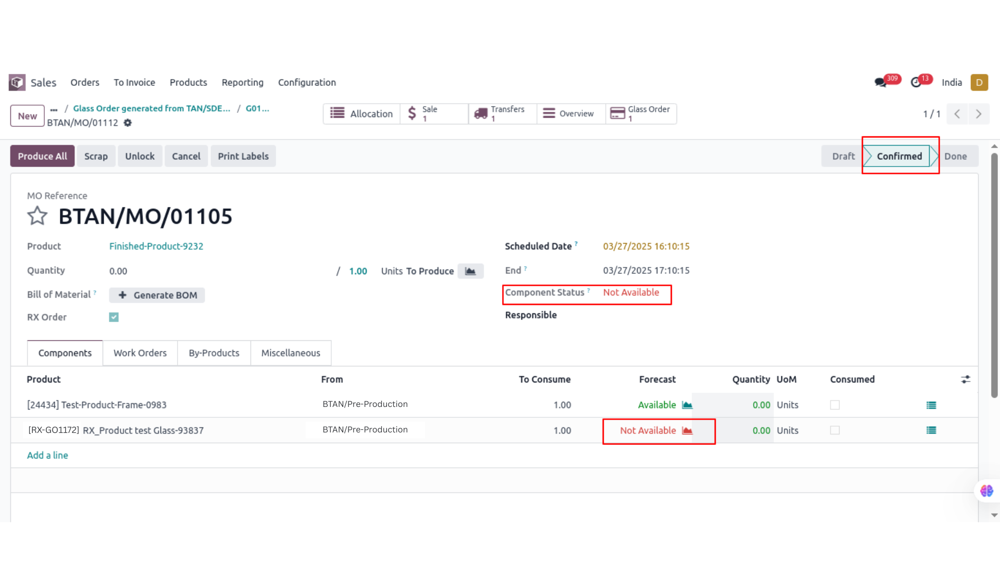 Sales Orders To Invoice Products Reporting Configuration 309 13 India D
New ... / Glass Order generated from TAN/SDE... / G01...
BTAN/MO/01112
Allocation Sale 1 Transfers 1 Overview Glass Order 1 1 / 1
Produce All Scrap Unlock Cancel Print Labels Draft Confirmed Done
MO Reference
BTAN/MO/01105
Product Finished-Product-9232 Scheduled Date ? 03/27/2025 16:10:15
Quantity 0.00 / 1.00 Units To Produce End ? 03/27/2025 17:10:15
Bill of Material ? + Generate BOM Component Status ? Not Available
RX Order Responsible
Components Work Orders By-Products Miscellaneous
Product From To Consume Forecast Quantity UoM Consumed
[24434] Test-Product-Frame-0983 BTAN/Pre-Production 1.00 Available 0.00 Units
[RX-GO1172] RX_Product test Glass-93837 BTAN/Pre-Production 1.00 Not Available 0.00 Units
Add a line